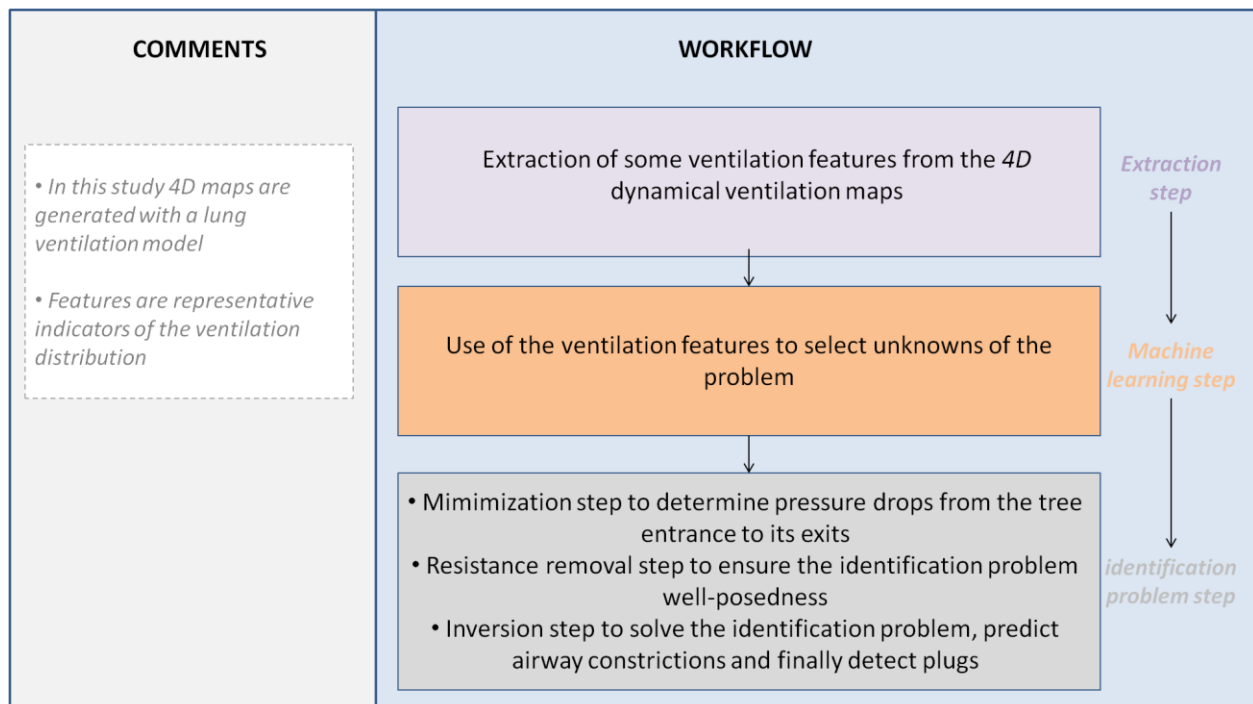 COMMENTS
• In this study 4D maps are
generated with a lung
ventilation model
• Features are representative
indicators of the ventilation
distribution
WORKFLOW
Extraction of some ventilation features from the 4D
dynamical ventilation maps
Extraction
step
Use of the ventilation features to select unknowns of the
problem
Machine
learning step
• Mimimization step to determine pressure drops from the tree
entrance to its exits
• Resistance removal step to ensure the identification problem
well-posedness
• Inversion step to solve the identification problem, predict
airway constrictions and finally detect plugs
identification
problem step